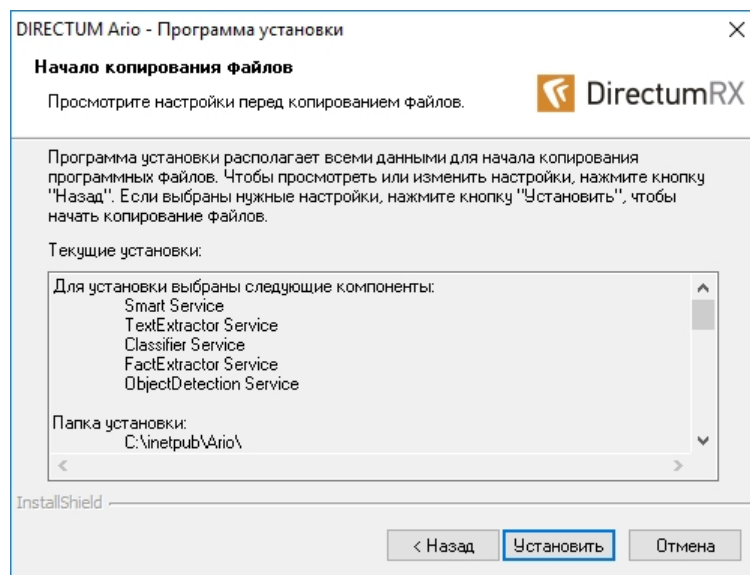 DIRECTUM Ario - Программа установки
Начало копирования файлов
Просмотрите настройки перед копированием файлов.
DirectumRX
Программа установки располагает всеми данными для начала копирования
программных файлов. Чтобы просмотреть или изменить настройки, нажмите кнопку
"Назад". Если выбраны нужные настройки, нажмите кнопку "Установить", чтобы
начать копирование файлов.
Текущие установки:
Для установки выбраны следующие компоненты:
Smart Service
TextExtractor Service
Classifier Service
FactExtractor Service
ObjectDetection Service
Папка установки:
C:\inetpub\Ario\
InstallShield
< Назад
Установить
Отмена